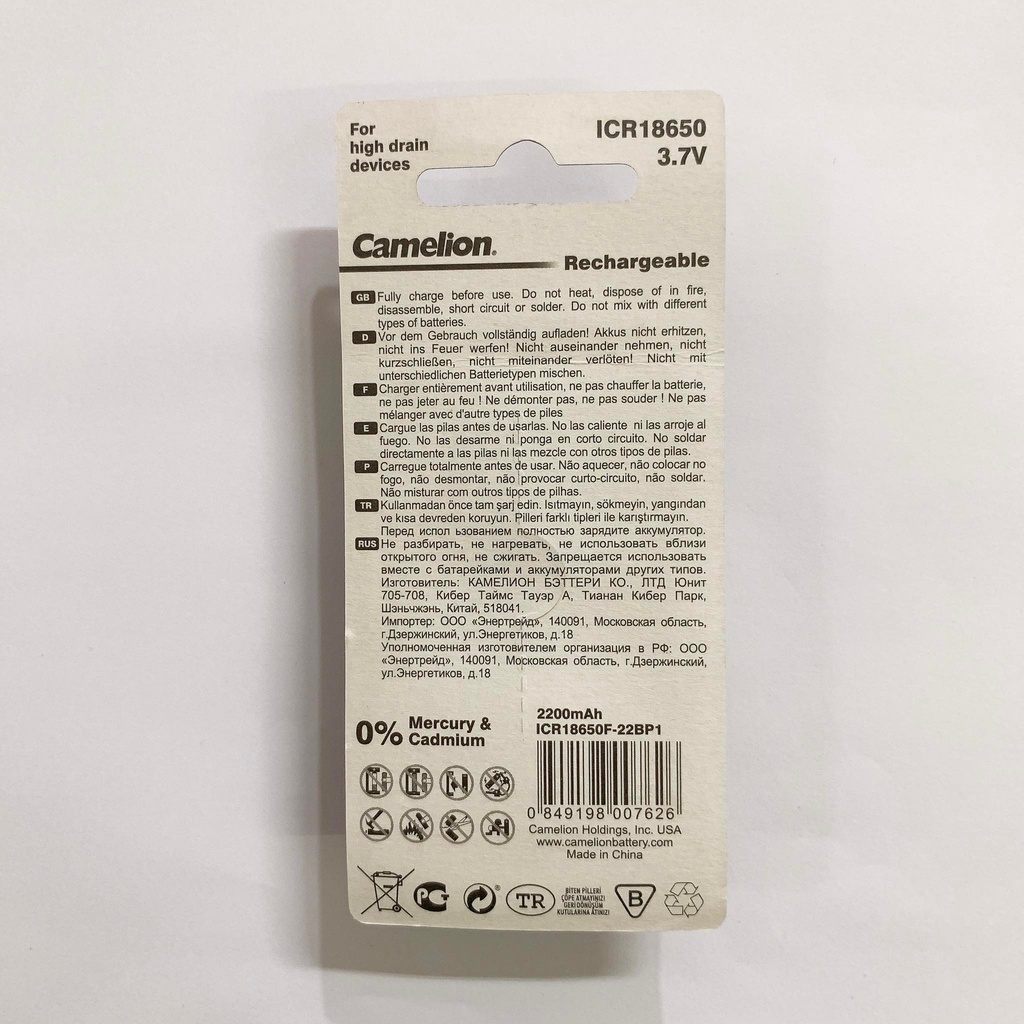 For
high drain
devices
ICR18650
3.7V
Camelion®
Rechargeable
GB Fully charge before use. Do not heat, dispose of in fire,
disassemble, short circuit or solder. Do not mix with different
types of batteries.
D Vor dem Gebrauch vollständig aufladen! Akkus nicht erhitzen,
nicht ins Feuer werfen! Nicht auseinander nehmen, nicht
kurzschließen, nicht miteinander verlöten! Nicht mit
unterschiedlichen Batterietypen mischen.
F Charger entièrement avant utilisation, ne pas chauffer la batterie,
ne pas jeter au feu ! Ne démonter pas, ne pas souder ! Ne pas
mélanger avec d'autre types de piles
E Cargue las pilas antes de usarlas. No las caliente ni las arroje al
fuego. No las desarme ni ponga en corto circuito. No soldar
directamente a las pilas ni las mezcle con otros tipos de pilas.
P Carregue totalmente antes de usar. Não aquecer, não colocar no
fogo, não desmontar, não provocar curto-circuito, não soldar.
Não misturar com outros tipos de pilhas.
TR Kullanmadan önce tam şarj edin. Isıtmayın, sökmeyin, yangından
ve kısa devreden koruyun. Pilleri farklı tipleri ile karıştırmayın.
Перед испол ьзованием полностью зарядите аккумулятор.
RUS Не разбирать, не нагревать, не использовать вблизи
открытого огня, не сжигать. Запрещается использовать
вместе с батарейками и аккумуляторами других типов.
Изготовитель: КАМЕЛИОН БЭТТЕРИ КО., ЛТД Юнит
705-708, Кибер Таймс Тауэр А, Тианан Кибер Парк,
Шэньчжэнь, Китай, 518041.
Импортер: ООО «Энертрейд», 140091, Московская область,
г.Дзержинский, ул.Энергетиков, д.18
Уполномоченная изготовителем организация в РФ: ООО
«Энертрейд», 140091, Московская область, г.Дзержинский,
ул.Энергетиков, д.18
0% Mercury &
Cadmium
2200mAh
ICR18650F-22BP1
0 849198 007626
Camelion Holdings, Inc. USA
www.camelionbattery.com
Made in China
TR
BİTEN PİLLERİ
ÇÖPE ATMAYINIZ
GERİ DÖNÜŞÜM
KUTULARINA ATINIZ
B